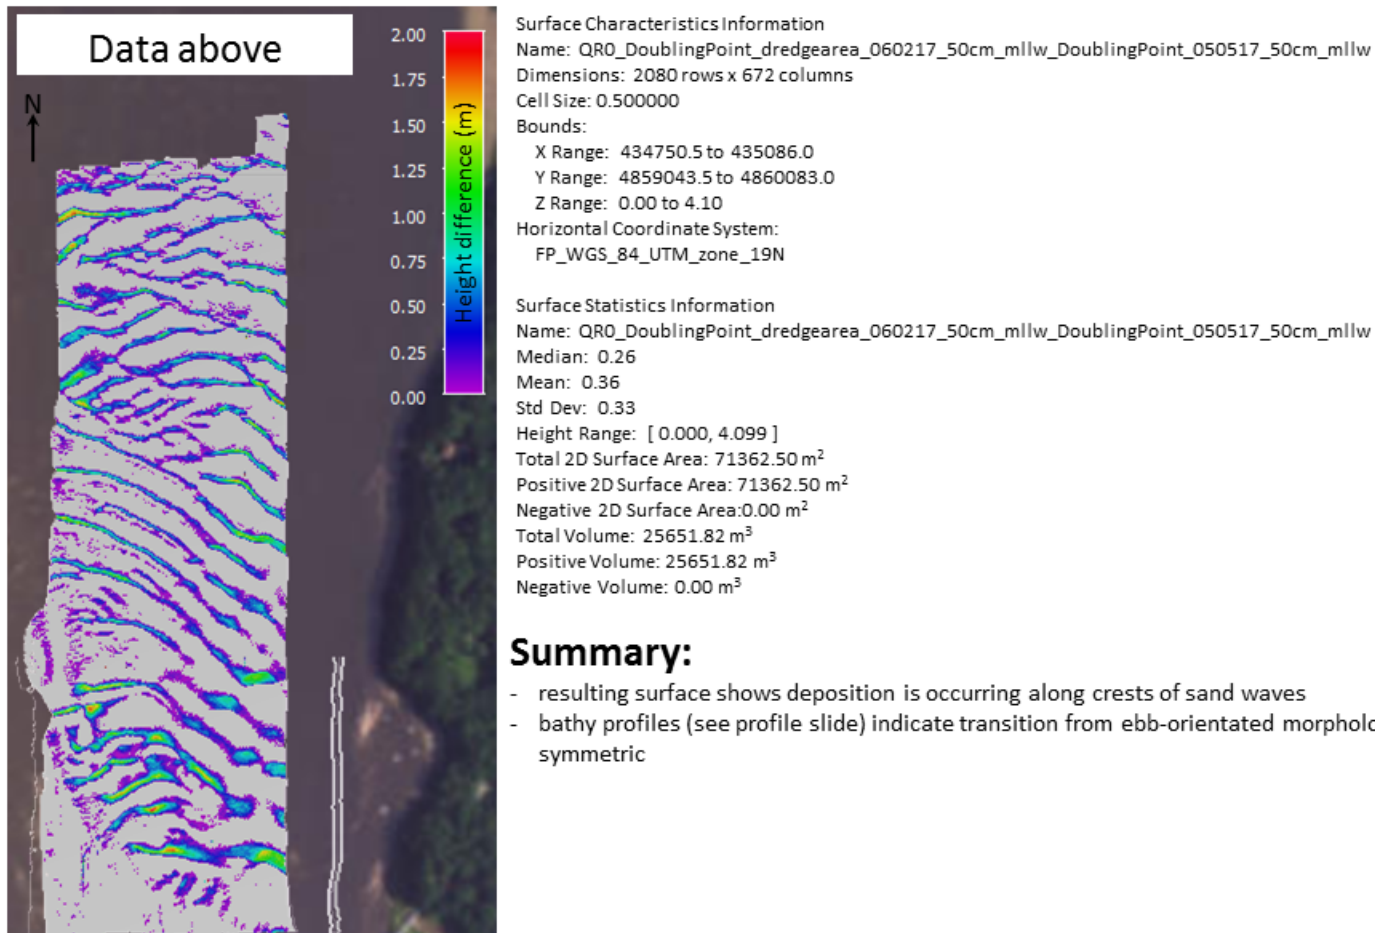 Data above
N
2.00
1.75
1.50
1.25
1.00
0.75
0.50
0.25
0.00
Height difference (m)
Surface Characteristics Information
Name: QR0_DoublingPoint_dredgearea_060217_50cm_mllw_DoublingPoint_050517_50cm_mllw
Dimensions: 2080 rows x 672 columns
Cell Size: 0.500000
Bounds:
X Range: 434750.5 to 435086.0
Y Range: 4859043.5 to 4860083.0
Z Range: 0.00 to 4.10
Horizontal Coordinate System:
FP_WGS_84_UTM_zone_19N
Surface Statistics Information
Name: QR0_DoublingPoint_dredgearea_060217_50cm_mllw_DoublingPoint_050517_50cm_mllw
Median: 0.26
Mean: 0.36
Std Dev: 0.33
Height Range: [ 0.000, 4.099 ]
Total 2D Surface Area: 71362.50 m²
Positive 2D Surface Area: 71362.50 m²
Negative 2D Surface Area:0.00 m²
Total Volume: 25651.82 m³
Positive Volume: 25651.82 m³
Negative Volume: 0.00 m³
Summary:
- resulting surface shows deposition is occurring along crests of sand waves
- bathy profiles (see profile slide) indicate transition from ebb-orientated
symmetric